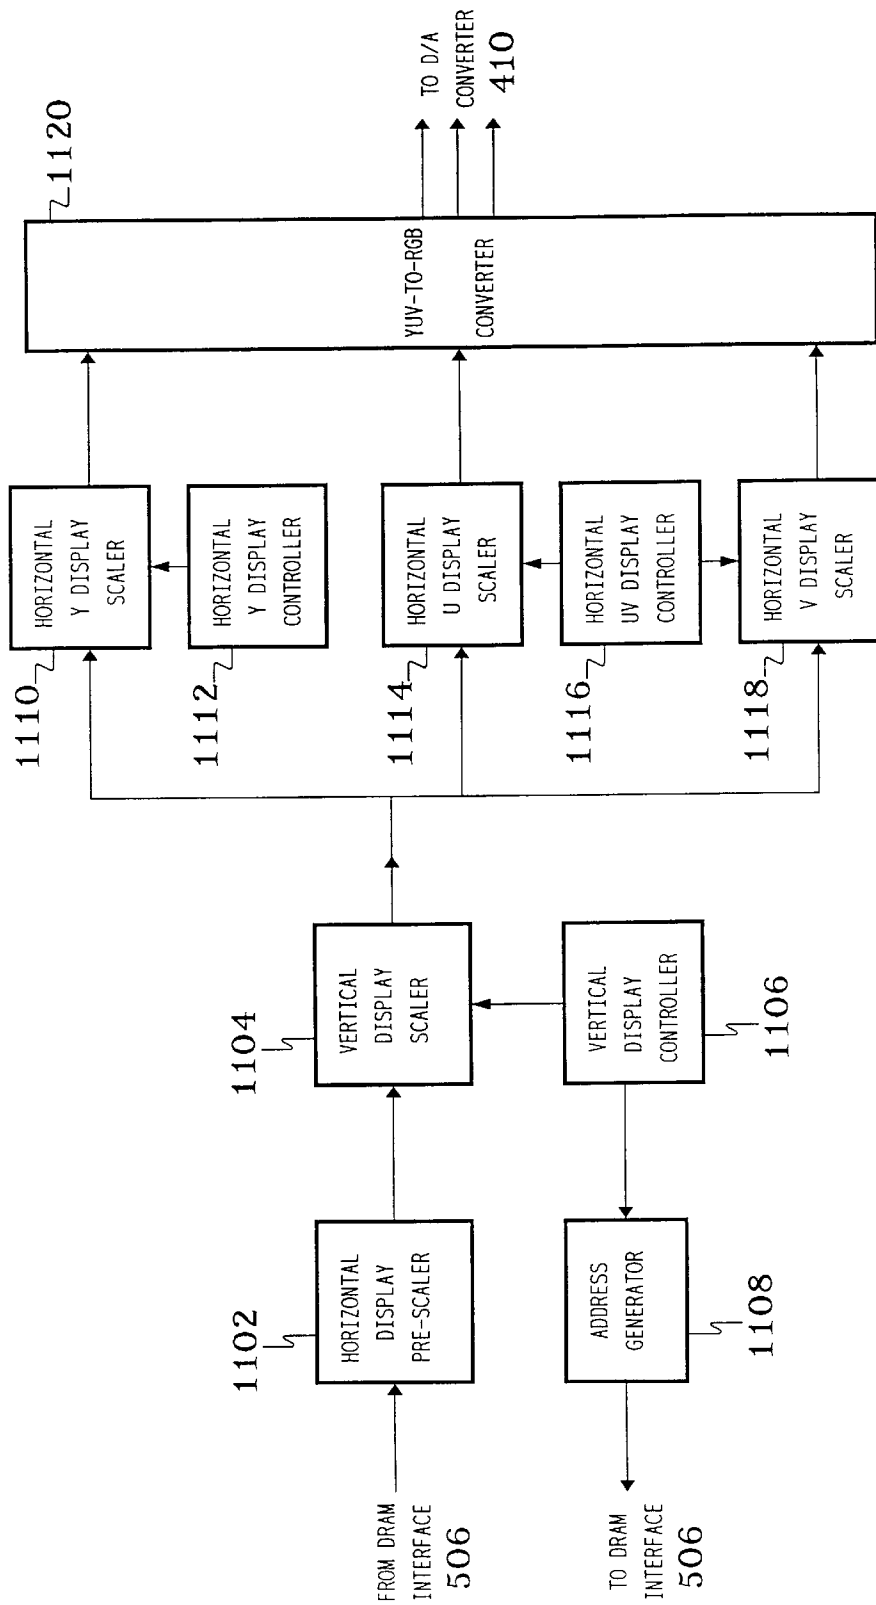 FROM DRAM
INTERFACE
506
1102
HORIZONTAL
DISPLAY
PRE-SCALER
1104
VERTICAL
DISPLAY
SCALER
TO DRAM
INTERFACE
506
ADDRESS
GENERATOR
1108
VERTICAL
DISPLAY
CONTROLLER
1106
1110
HORIZONTAL
Y DISPLAY
SCALER
1112
HORIZONTAL
Y DISPLAY
CONTROLLER
1114
HORIZONTAL
U DISPLAY
SCALER
1116
HORIZONTAL
UV DISPLAY
CONTROLLER
1118
HORIZONTAL
V DISPLAY
SCALER
1120
YUV-TO-RGB
CONVERTER
TO D/A
CONVERTER
410